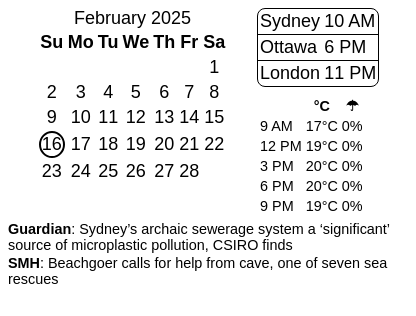 February 2025
Su Mo Tu We Th Fr Sa
1
2 3 4 5 6 7 8
9 10 11 12 13 14 15
16 17 18 19 20 21 22
23 24 25 26 27 28
Sydney 10 AM
Ottawa 6 PM
London 11 PM
°C ☂
9 AM 17°C 0%
12 PM 19°C 0%
3 PM 20°C 0%
6 PM 20°C 0%
9 PM 19°C 0%
Guardian: Sydney’s archaic sewerage system a ‘significant’
source of microplastic pollution, CSIRO finds
SMH: Beachgoer calls for help from cave, one of seven sea
rescues